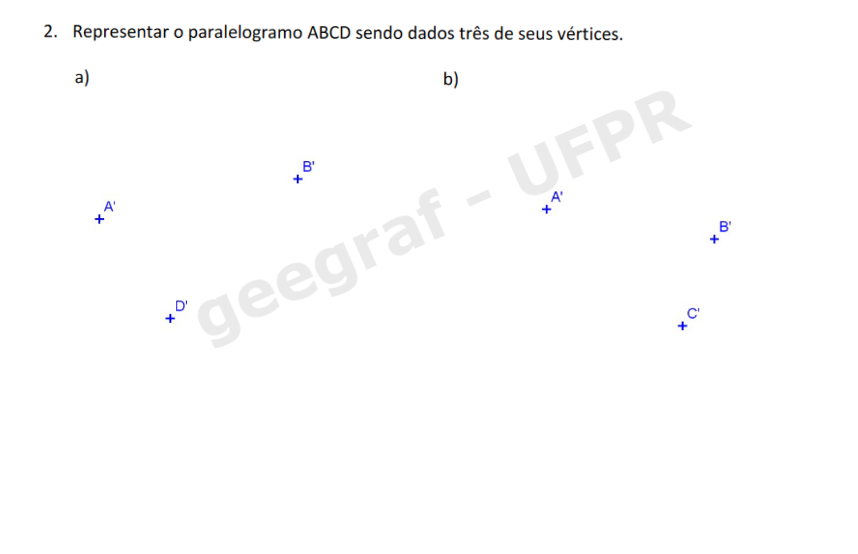 2. Representar o paralelogramo ABCD sendo dados três de seus vértices.
a) b)
B'
A' A'
B'
D' C'
geegraf - UFPR